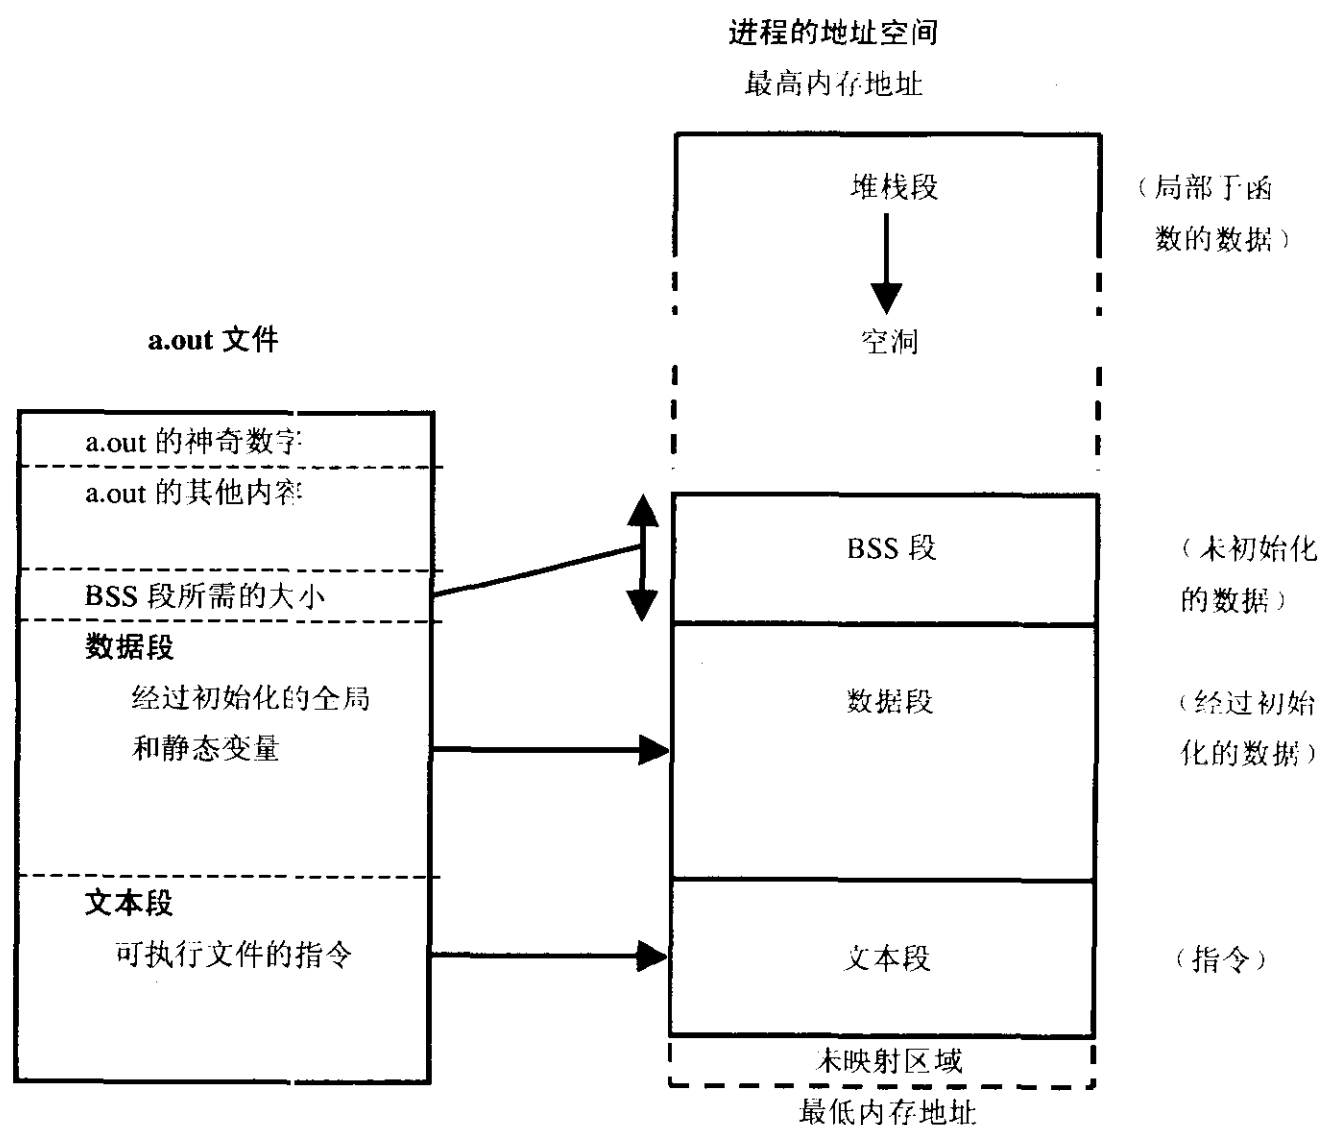 进程的地址空间
最高内存地址
堆栈段
（局部于函
数的数据）
空洞
a.out 文件
a.out 的神奇数字
a.out 的其他内容
BSS 段所需的大小
数据段
经过初始化的全局
和静态变量
文本段
可执行文件的指令
BSS 段
（未初始化
的数据）
数据段
（经过初始
化的数据）
文本段
（指令）
未映射区域
最低内存地址